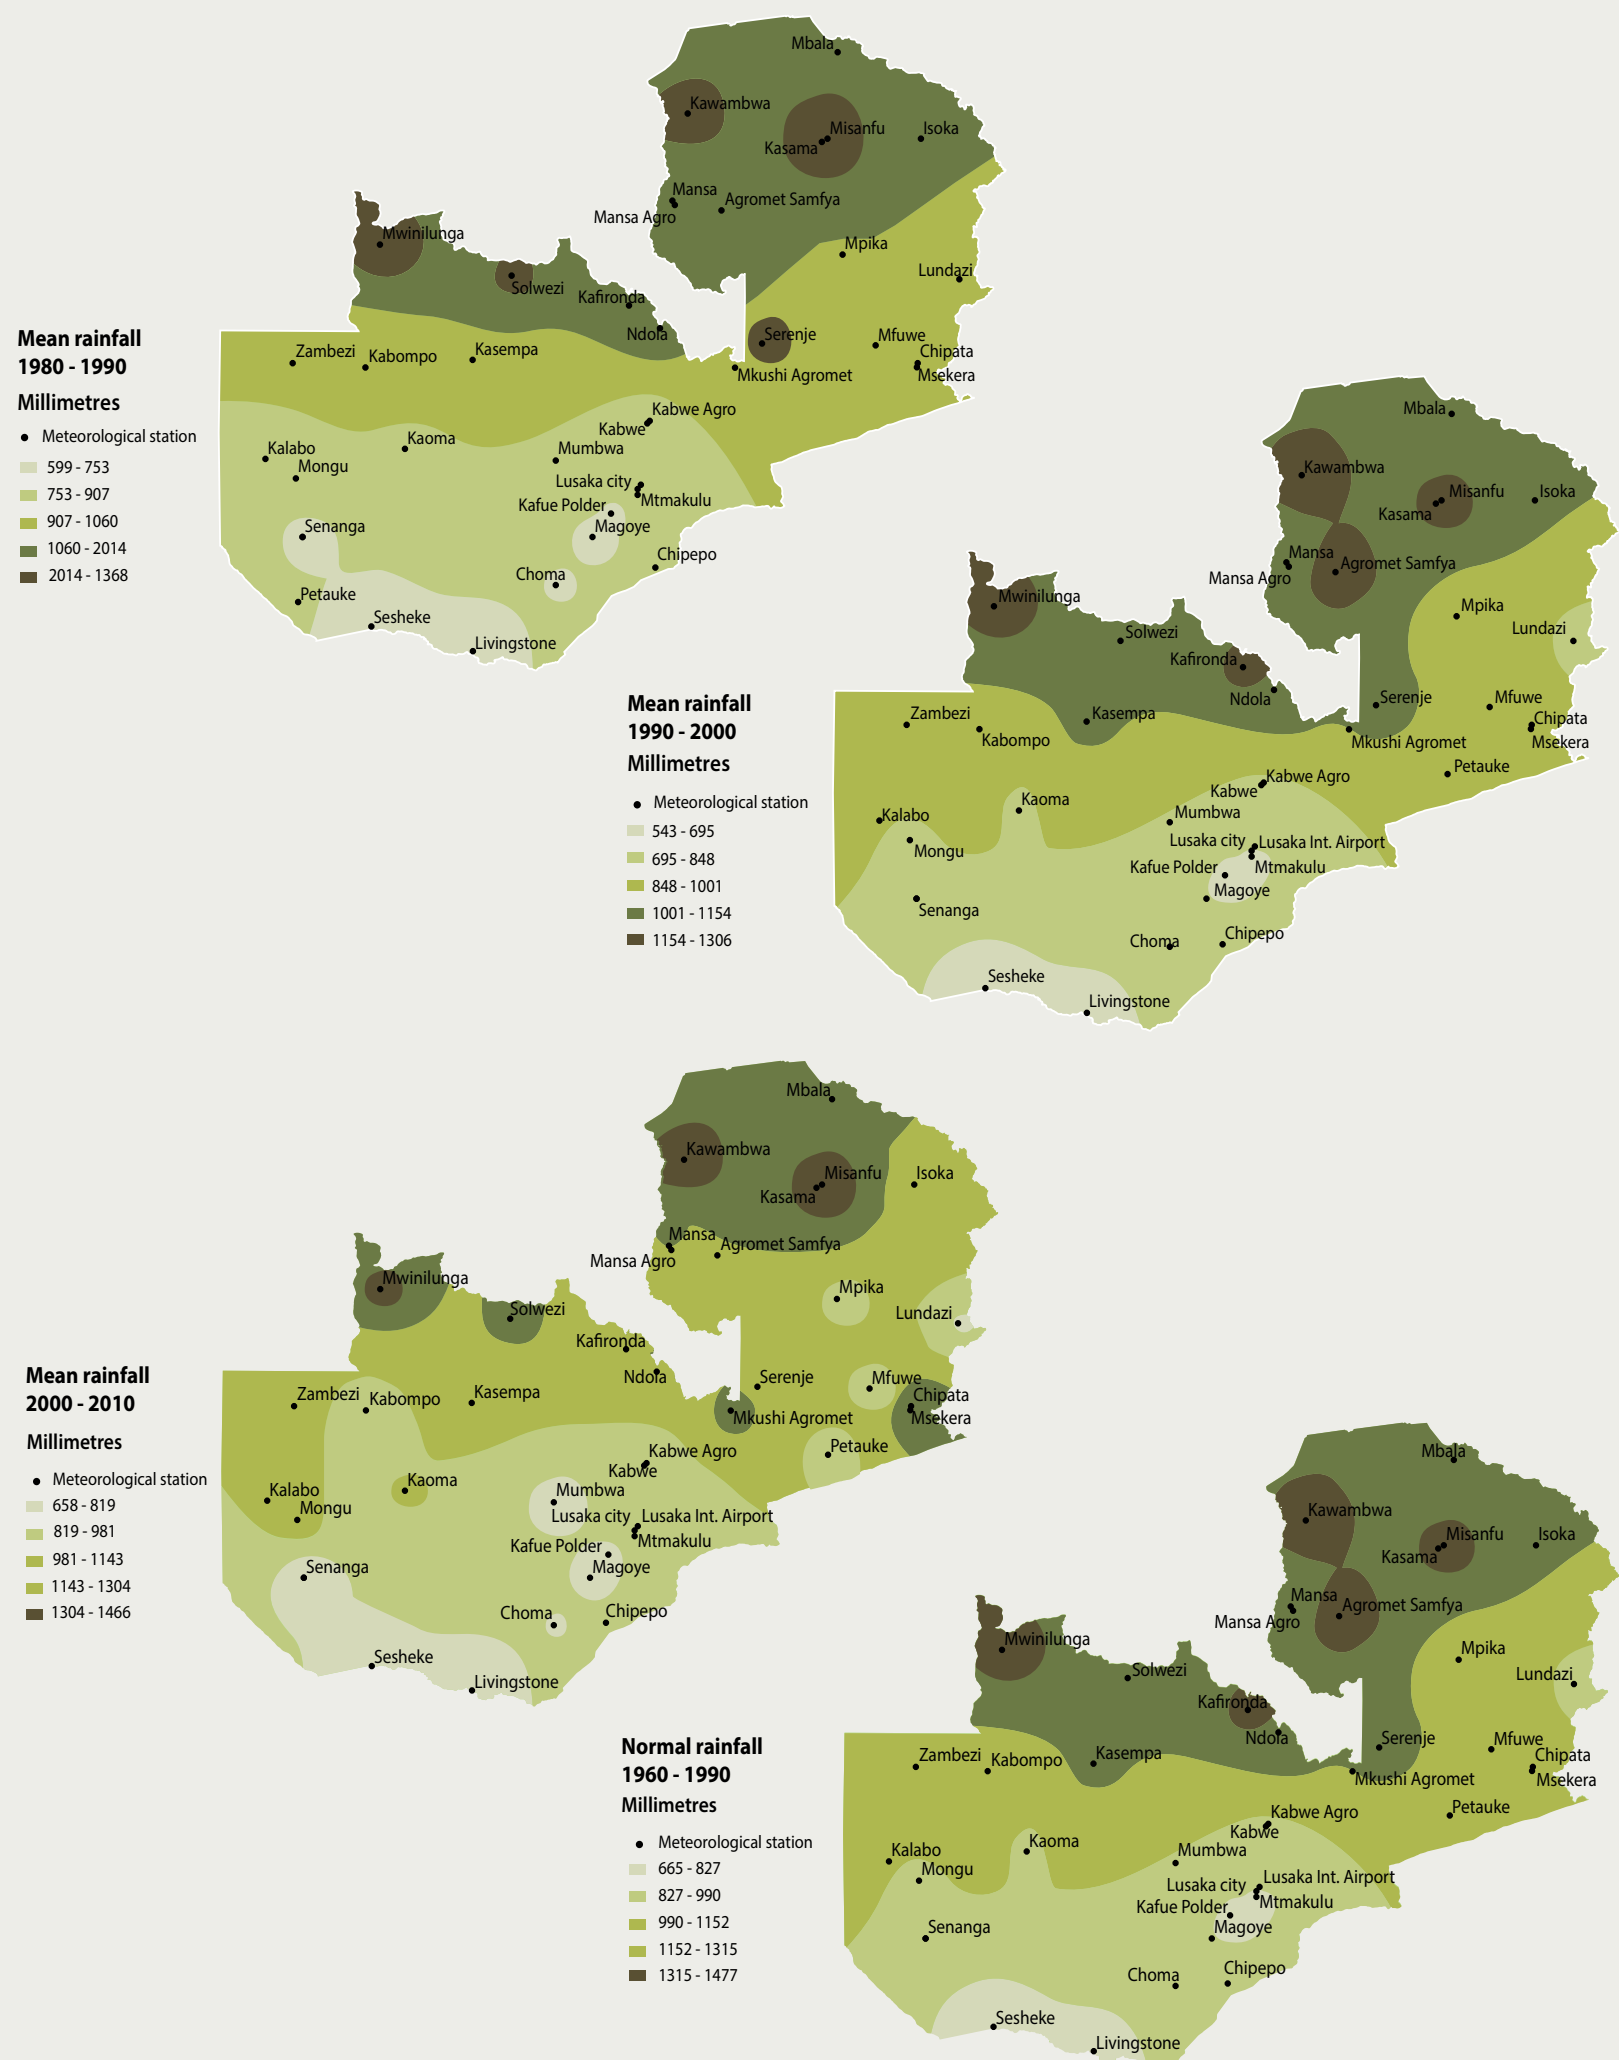 Mean rainfall
1980 - 1990
Millimetres
Meteorological station
599 - 753
753 - 907
907 - 1060
1060 - 2014
2014 - 1368
Mbala
Kawambwa
Misanfu
Isoka
Kasama
Mansa
Agromet Samfya
Mansa Agro
Mwinilunga
Mpika
Lundazi
Solwezi
Kafironda
Ndola
Serenje
Mfuwe
Zambezi
Kabompo
Kasempa
Chipata
Mkushi Agromet
Msekera
Kabwe Agro
Kabwe
Kaoma
Mumbwa
Kalabo
Mongu
Lusaka city
Mtmakulu
Kafue Polder
Senanga
Magoye
Chipepo
Choma
Petauke
Sesheke
Livingstone
Mean rainfall
1990 - 2000
Millimetres
Meteorological station
543 - 695
695 - 848
848 - 1001
1001 - 1154
1154 - 1306
Mbala
Kawambwa
Misanfu
Isoka
Kasama
Mansa
Agromet Samfya
Mansa Agro
Mwinilunga
Mpika
Lundazi
Solwezi
Kafironda
Ndola
Serenje
Mfuwe
Zambezi
Kabompo
Kasempa
Chipata
Mkushi Agromet
Msekera
Petauke
Kabwe Agro
Kabwe
Kaoma
Mumbwa
Kalabo
Mongu
Lusaka city
Lusaka Int. Airport
Kafue Polder
Mtmakulu
Magoye
Senanga
Choma
Chipepo
Sesheke
Livingstone
Mean rainfall
2000 - 2010
Millimetres
Meteorological station
658 - 819
819 - 981
981 - 1143
1143 - 1304
1304 - 1466
Mbala
Kawambwa
Misanfu
Isoka
Kasama
Mansa
Agromet Samfya
Mansa Agro
Mwinilunga
Mpika
Lundazi
Solwezi
Kafironda
Ndola
Serenje
Mfuwe
Zambezi
Kabompo
Kasempa
Chipata
Mkushi Agromet
Msekera
Petauke
Kabwe Agro
Kabwe
Kaoma
Mumbwa
Kalabo
Mongu
Lusaka city
Lusaka Int. Airport
Kafue Polder
Mtmakulu
Senanga
Magoye
Choma
Chipepo
Sesheke
Livingstone
Normal rainfall
1960 - 1990
Millimetres
Meteorological station
665 - 827
827 - 990
990 - 1152
1152 - 1315
1315 - 1477
Mbala
Kawambwa
Misanfu
Isoka
Kasama
Mansa
Agromet Samfya
Mansa Agro
Mwinilunga
Mpika
Lundazi
Solwezi
Kafironda
Ndola
Serenje
Mfuwe
Zambezi
Kabompo
Kasempa
Chipata
Mkushi Agromet
Msekera
Petauke
Kabwe Agro
Kabwe
Kaoma
Mumbwa
Kalabo
Mongu
Lusaka city
Lusaka Int. Airport
Kafue Polder
Mtmakulu
Senanga
Magoye
Choma
Chipepo
Sesheke
Livingstone